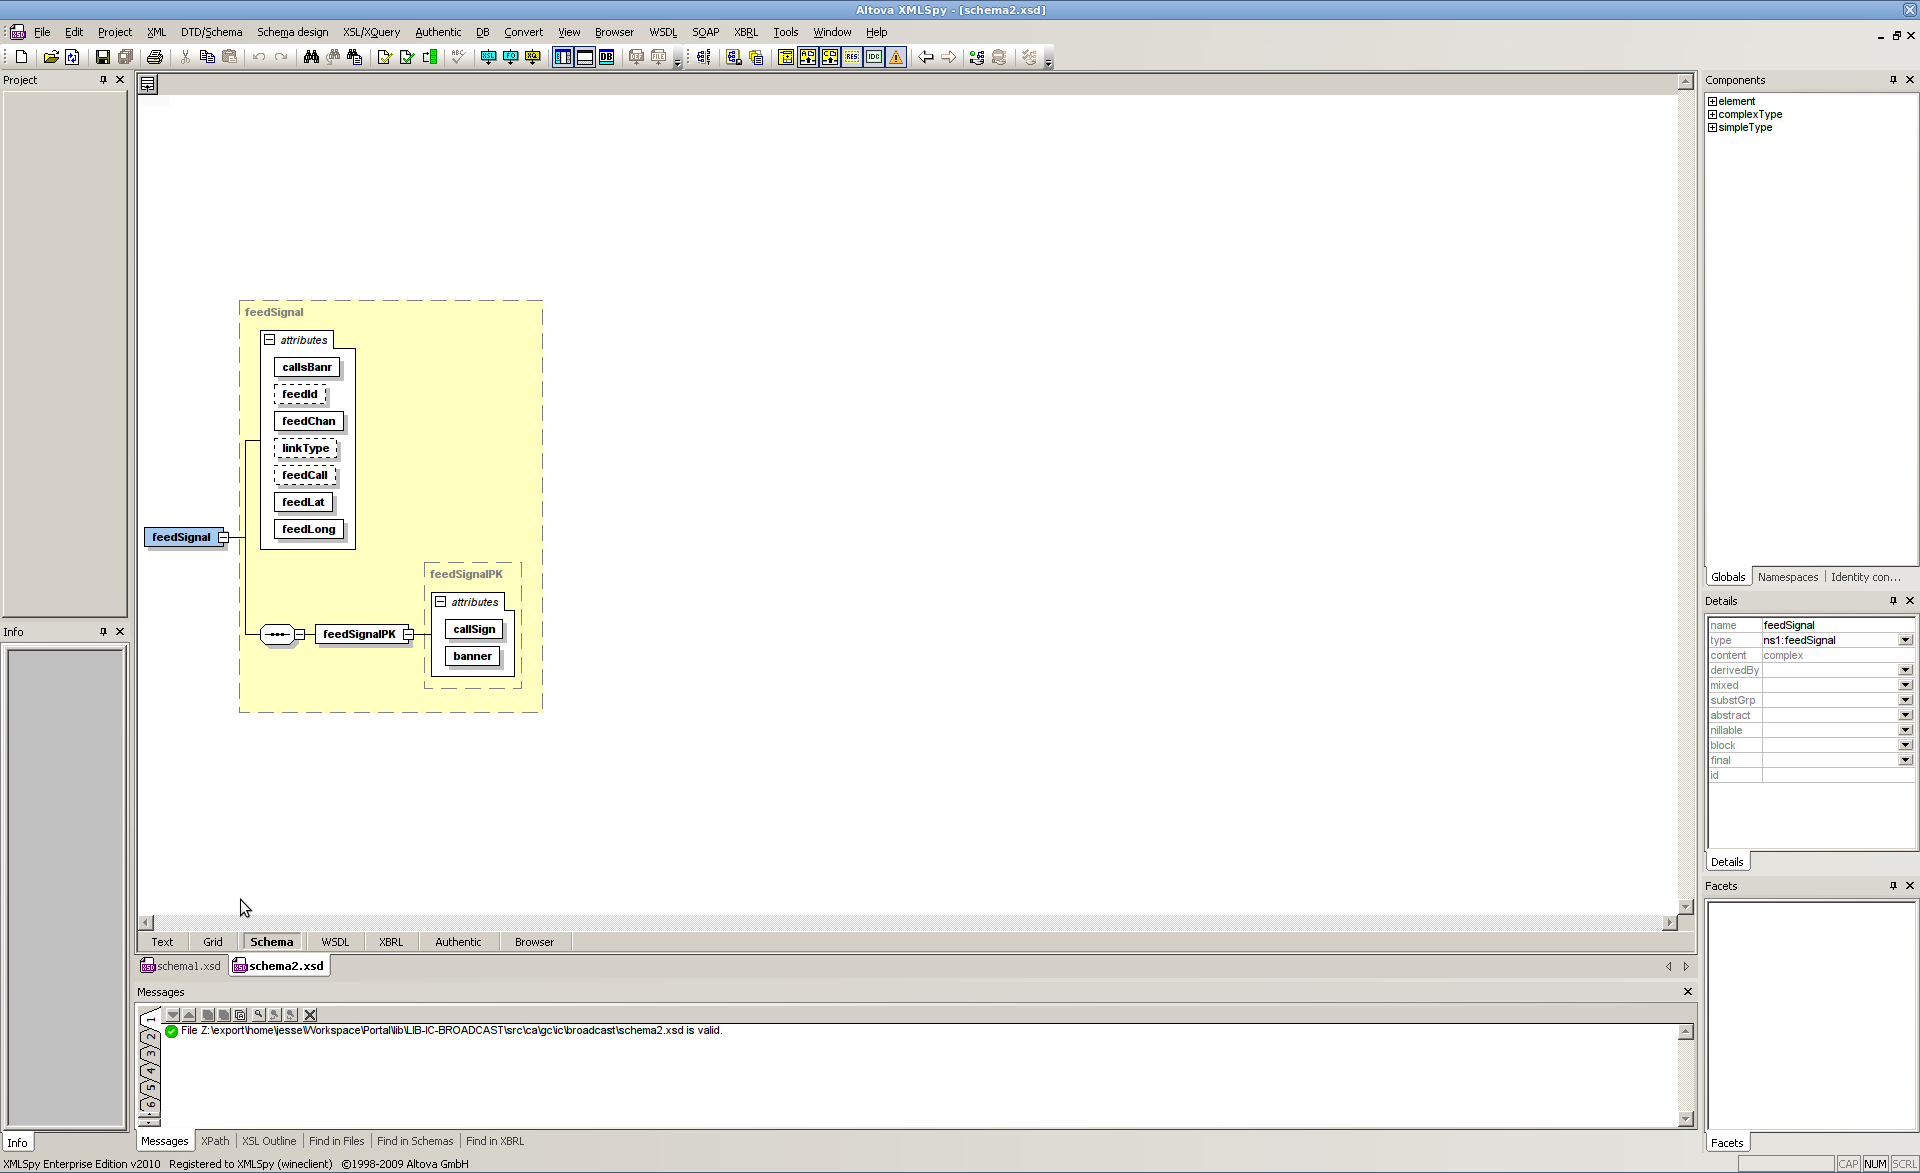 Altova XMLSpy - [schema2.xsd]
File Edit Project XML DTD/Schema Schema design XSL/XQuery Authentic DB Convert View Browser WSDL SOAP XBRL Tools Window Help
Project
Components
element
complexType
simpleType
feedSignal
attributes
callsBanr
feedId
feedChan
linkType
feedCall
feedLat
feedLong
feedSignal
feedSignalPK
attributes
callSign
banner
feedSignalPK
Globals Namespaces Identity con...
Details
name feedSignal
type ns1:feedSignal
content complex
derivedBy
mixed
substGrp
abstract
nillable
block
final
id
Details
Facets
Info
Text Grid Schema WSDL XBRL Authentic Browser
schema1.xsd schema2.xsd
Messages
1
2
3
4
5
6
File Z:\export\home\jesse\Workspace\Portal\lib\LIB-IC-BROADCAST\src\ca\gc\ic\broadcast\schema2.xsd is valid.
Info
Messages XPath XSL Outline Find in Files Find in Schemas Find in XBRL
Facets
XMLSpy Enterprise Edition v2010 Registered to XMLSpy (wineclient) ©1998-2009 Altova GmbH
CAP NUM SCRL